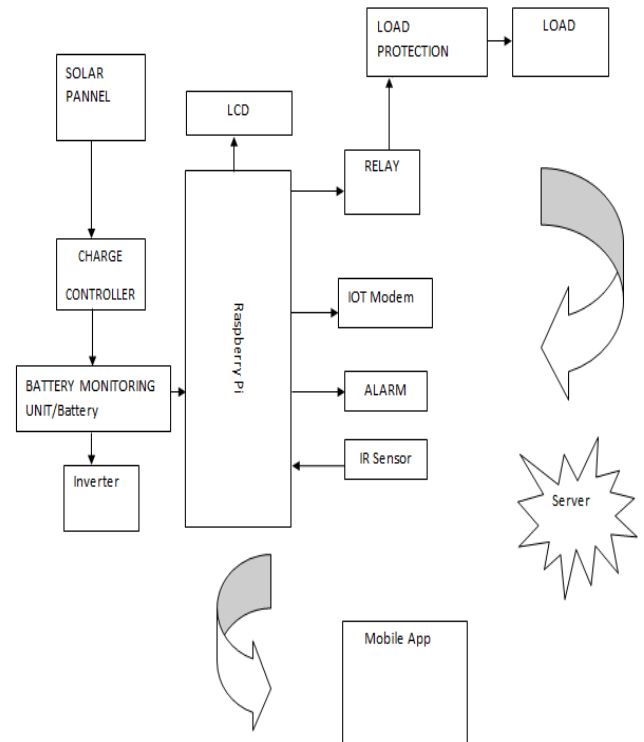 LOAD
PROTECTION
LOAD
SOLAR
PANNEL
LCD
RELAY
CHARGE
CONTROLLER
IOT Modem
Raspberry Pi
BATTERY MONITORING
UNIT/Battery
ALARM
IR Sensor
Inverter
Server
Mobile App